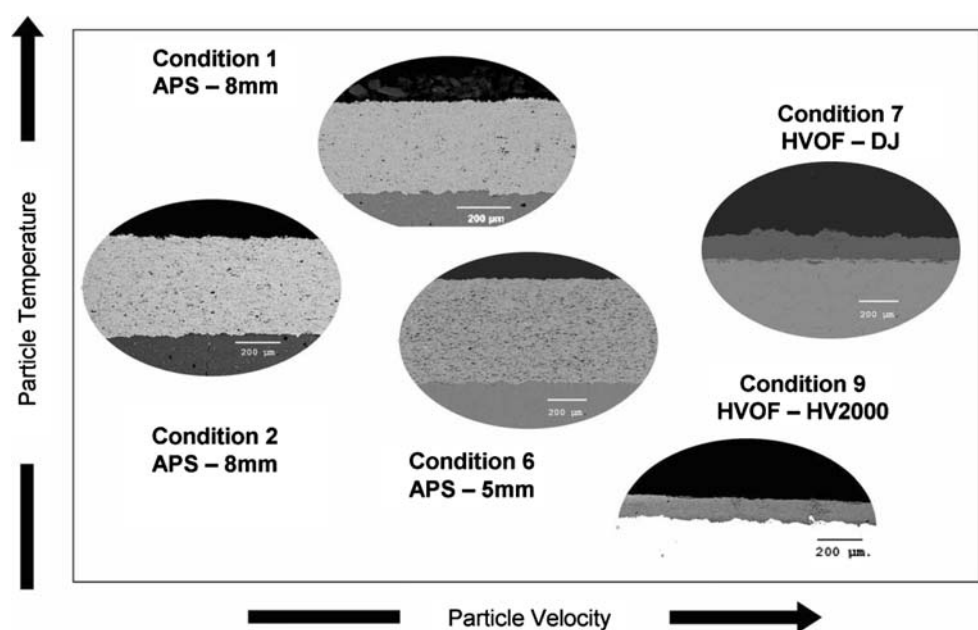 Condition 1
APS – 8mm
200 µm
Condition 7
HVOF – DJ
200 µm
200 µm
200 µm
Condition 9
HVOF – HV2000
Condition 2
APS – 8mm
Condition 6
APS – 5mm
200 µm.
Particle Temperature
Particle Velocity